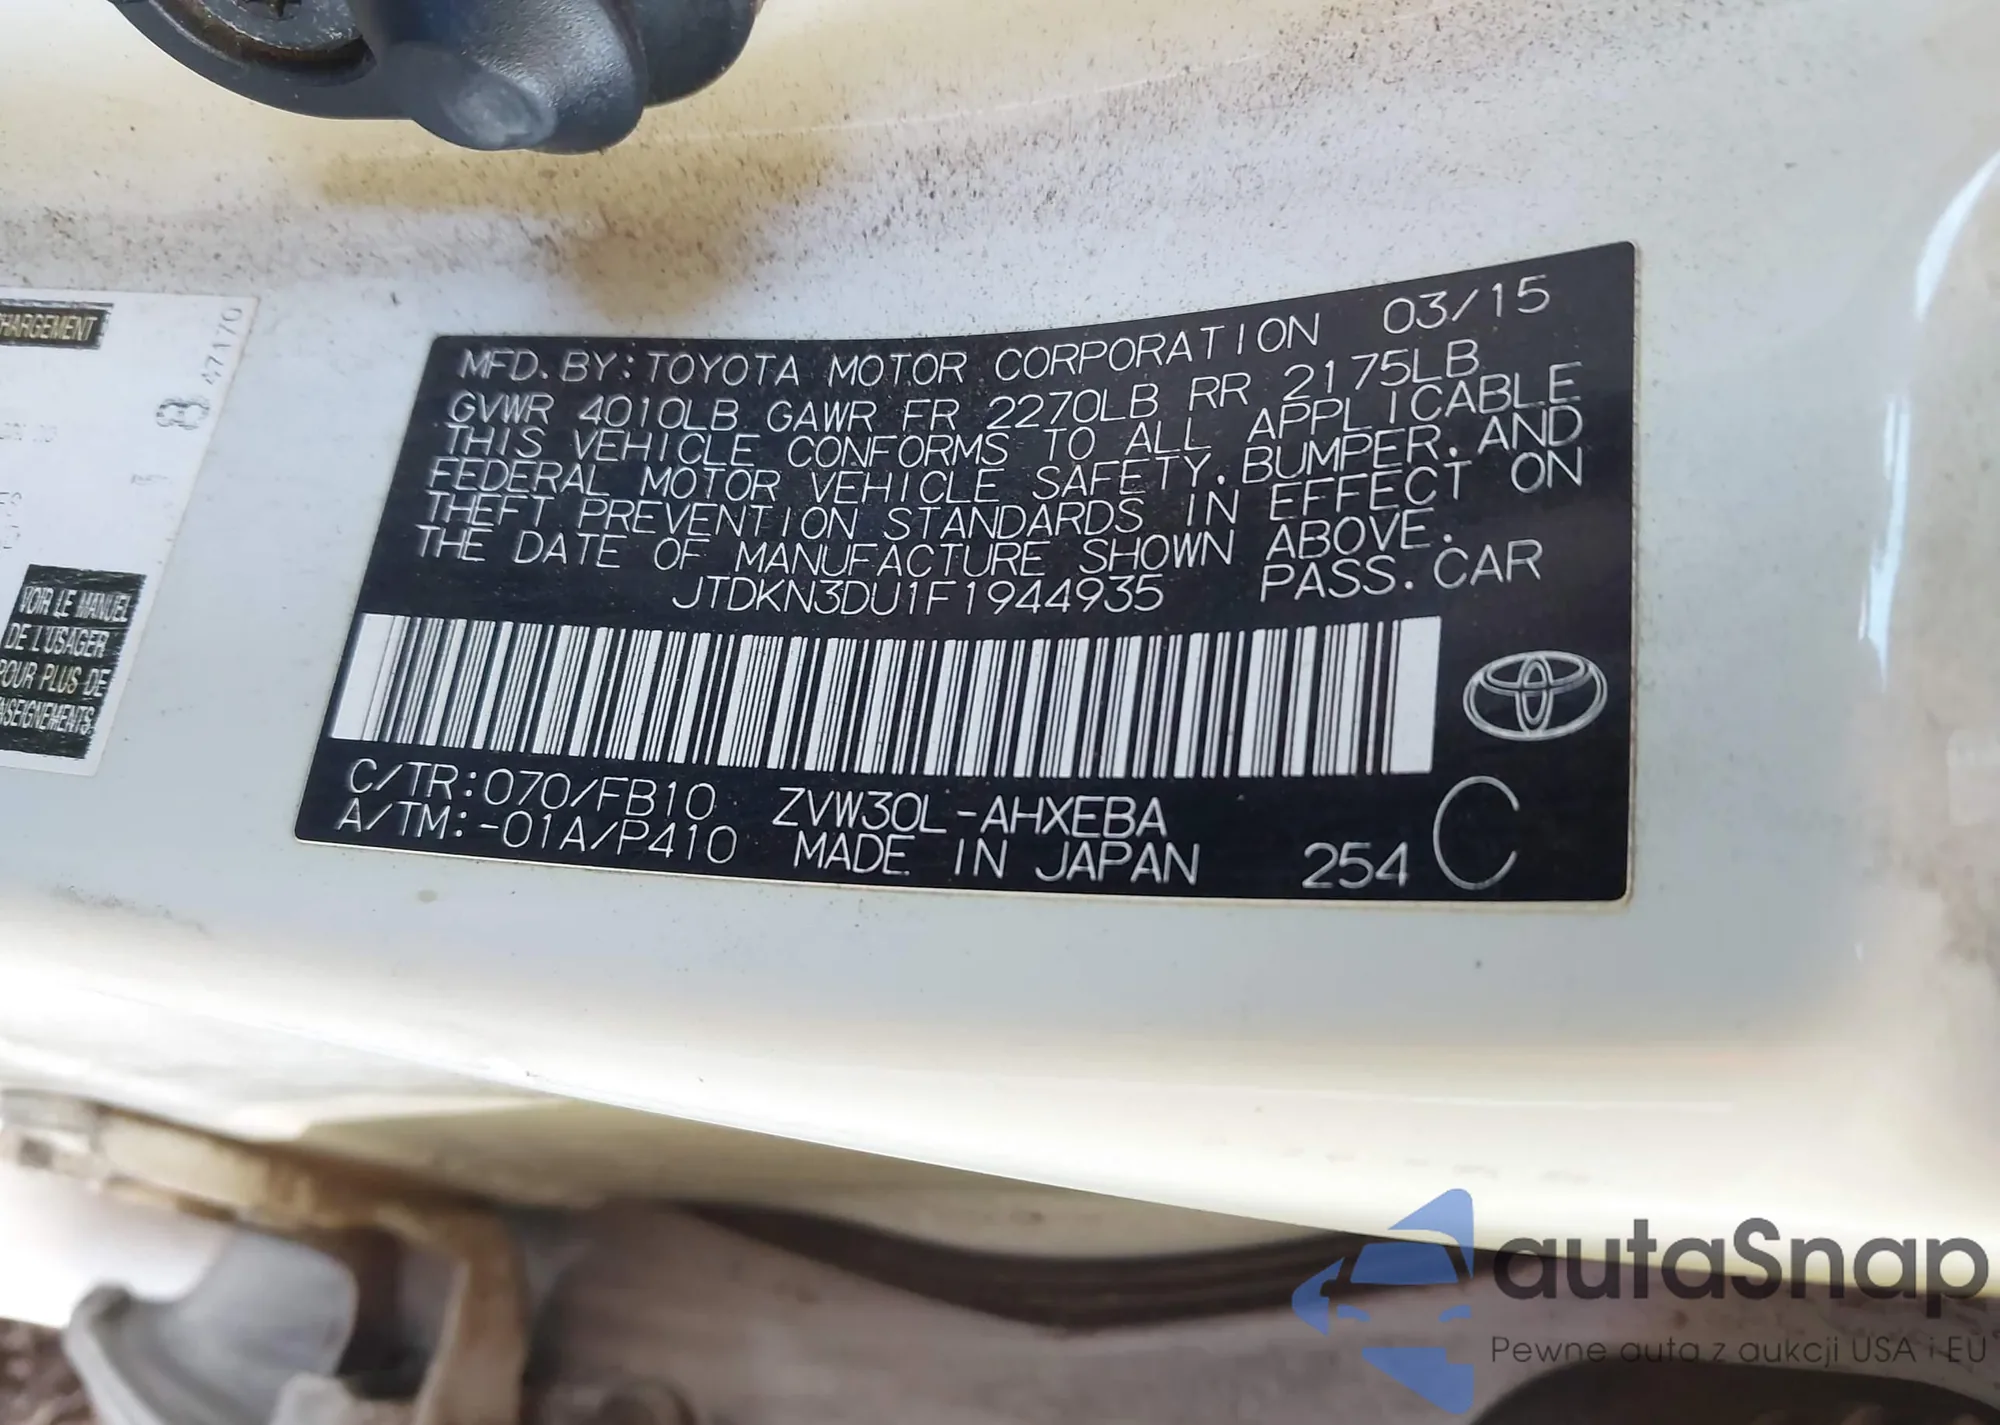 HARGEMENT
47170
VOIR LE MANUEL
DE L'USAGER
POUR PLUS DE
NSEIGNEMENTS
MFD. BY: TOYOTA MOTOR CORPORATION 03/15
GVWR 4010LB GAWR FR 2270LB RR 2175LB
THIS VEHICLE CONFORMS TO ALL APPLICABLE
FEDERAL MOTOR VEHICLE SAFETY, BUMPER, AND
THEFT PREVENTION STANDARDS IN EFFECT ON
THE DATE OF MANUFACTURE SHOWN ABOVE.
JTDKN3DU1F1944935 PASS. CAR
C/TR:070/FB10 ZVW30L-AHXEBA
A/TM:-01A/P410 MADE IN JAPAN 254 C
autaSnap
Pewne auta z aukcji USA i EU